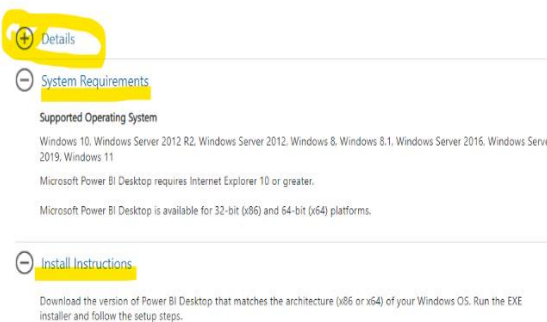 Details
System Requirements
Supported Operating System
Windows 10, Windows Server 2012 R2, Windows Server 2012, Windows 8, Windows 8.1, Windows Server 2016, Windows Serve
2019, Windows 11
Microsoft Power BI Desktop requires Internet Explorer 10 or greater.
Microsoft Power BI Desktop is available for 32-bit (x86) and 64-bit (x64) platforms.
Install Instructions
Download the version of Power BI Desktop that matches the architecture (x86 or x64) of your Windows OS. Run the EXE
installer and follow the setup steps.